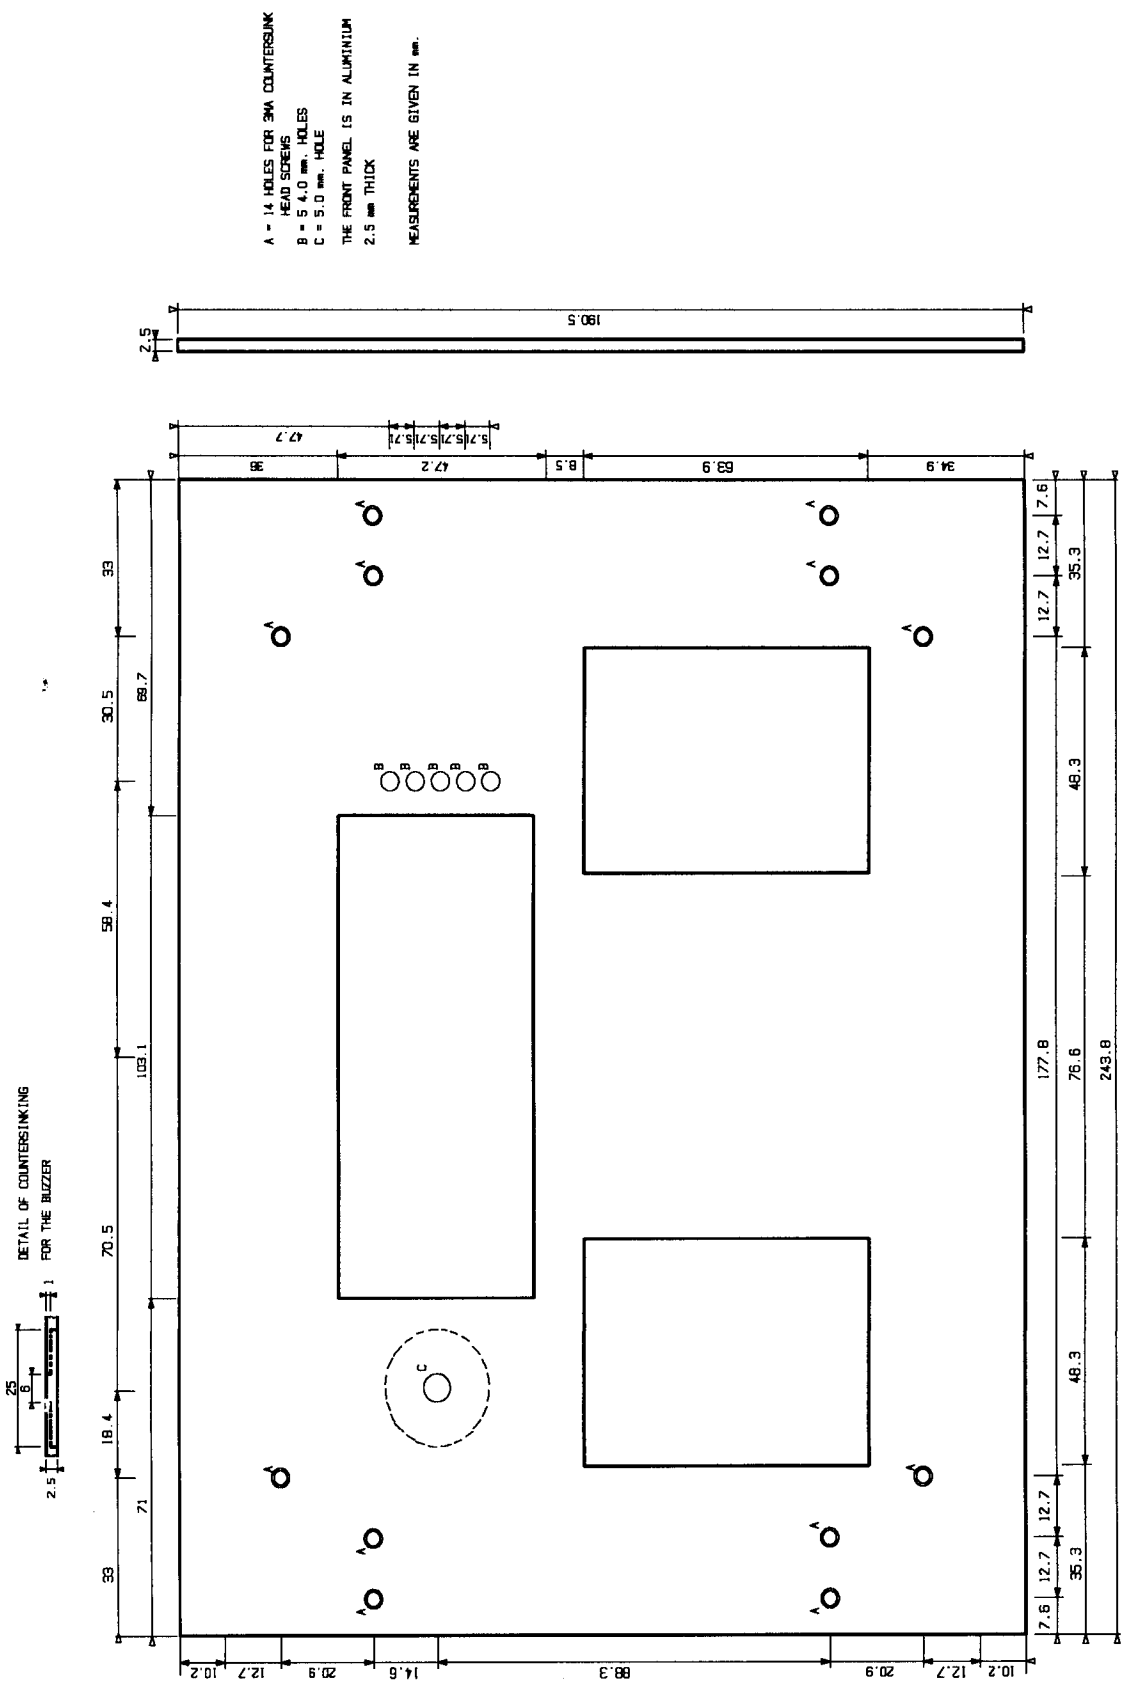 A = 14 HOLES FOR 3MA COUNTERSUNK
HEAD SCREWS
B = 5 4.0 mm. HOLES
C = 5.0 mm. HOLE
THE FRONT PANEL IS IN ALUMINIUM
2.5 mm THICK
MEASUREMENTS ARE GIVEN IN mm.
190.5
2.5
47.7
5.71
5.71
5.71
5.71
36
47.2
8.5
63.9
34.9
33
30.5
58.4
70.5
18.4
33
69.7
103.1
71
A
A
A
A
A
A
B
B
B
B
B
C
A
A
A
A
A
A
7.6
12.7
12.7
177.8
12.7
12.7
7.6
35.3
48.3
76.6
48.3
35.3
243.8
10.2
12.7
20.9
14.6
88.3
20.9
12.7
10.2
DETAIL OF COUNTERSINKING
FOR THE BUZZER
25
6
1
2.5